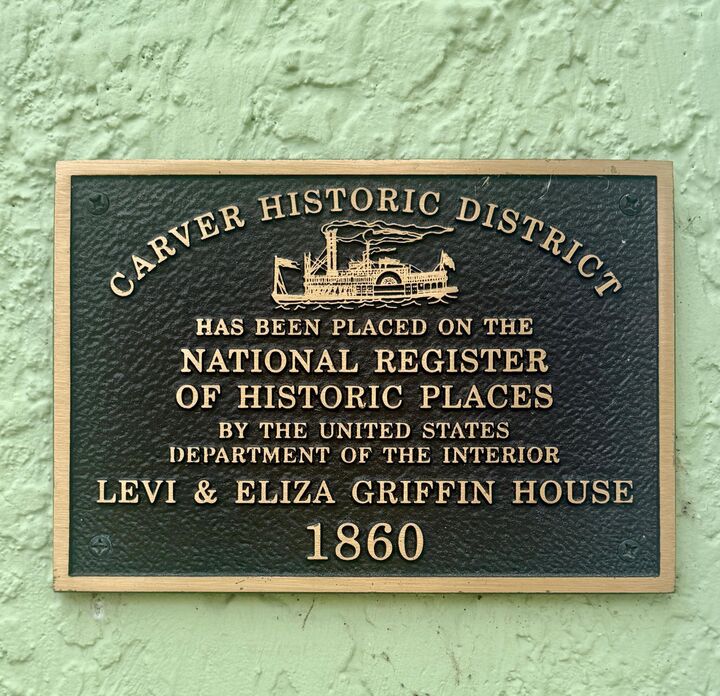 CARVER HISTORIC DISTRICT
HAS BEEN PLACED ON THE
NATIONAL REGISTER
OF HISTORIC PLACES
BY THE UNITED STATES
DEPARTMENT OF THE INTERIOR
LEVI & ELIZA GRIFFIN HOUSE
1860